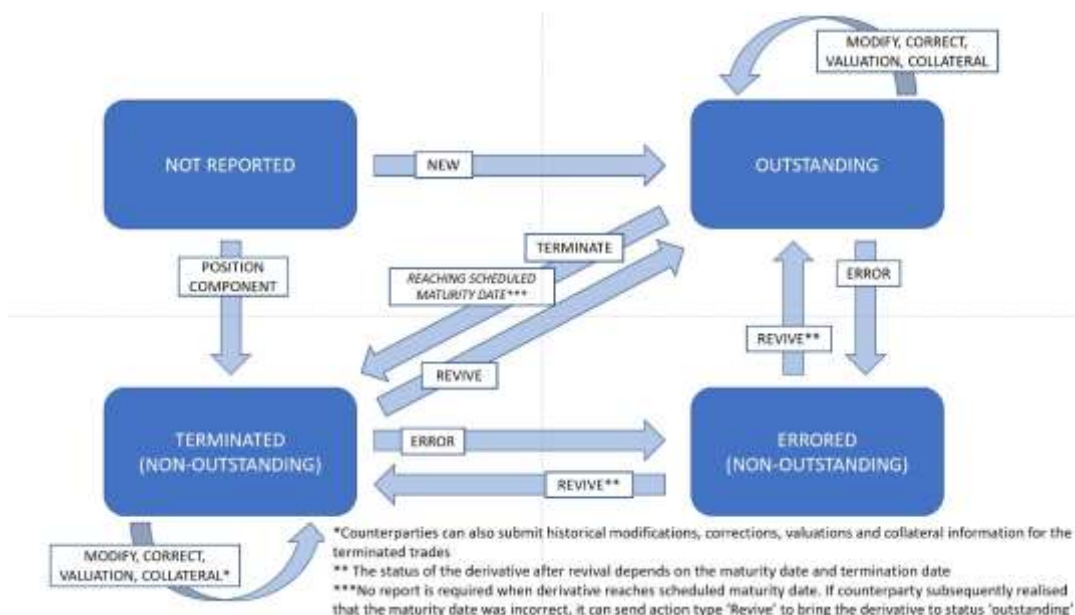 MODIFY, CORRECT,
VALUATION, COLLATERAL
NOT REPORTED
NEW
OUTSTANDING
POSITION
COMPONENT
TERMINATE
REACHING SCHEDULED
MATURITY DATE***
ERROR
REVIVE**
REVIVE
TERMINATED
(NON-OUTSTANDING)
ERROR
ERRORED
(NON-OUTSTANDING)
REVIVE**
MODIFY, CORRECT,
VALUATION, COLLATERAL*
*Counterparties can also submit historical modifications, corrections, valuations and collateral information for the
terminated trades
** The status of the derivative after revival depends on the maturity date and termination date
***No report is required when derivative reaches scheduled maturity date. If counterparty subsequently realised
that the maturity date was incorrect, it can send action type 'Revive' to bring the derivative to status 'outstanding